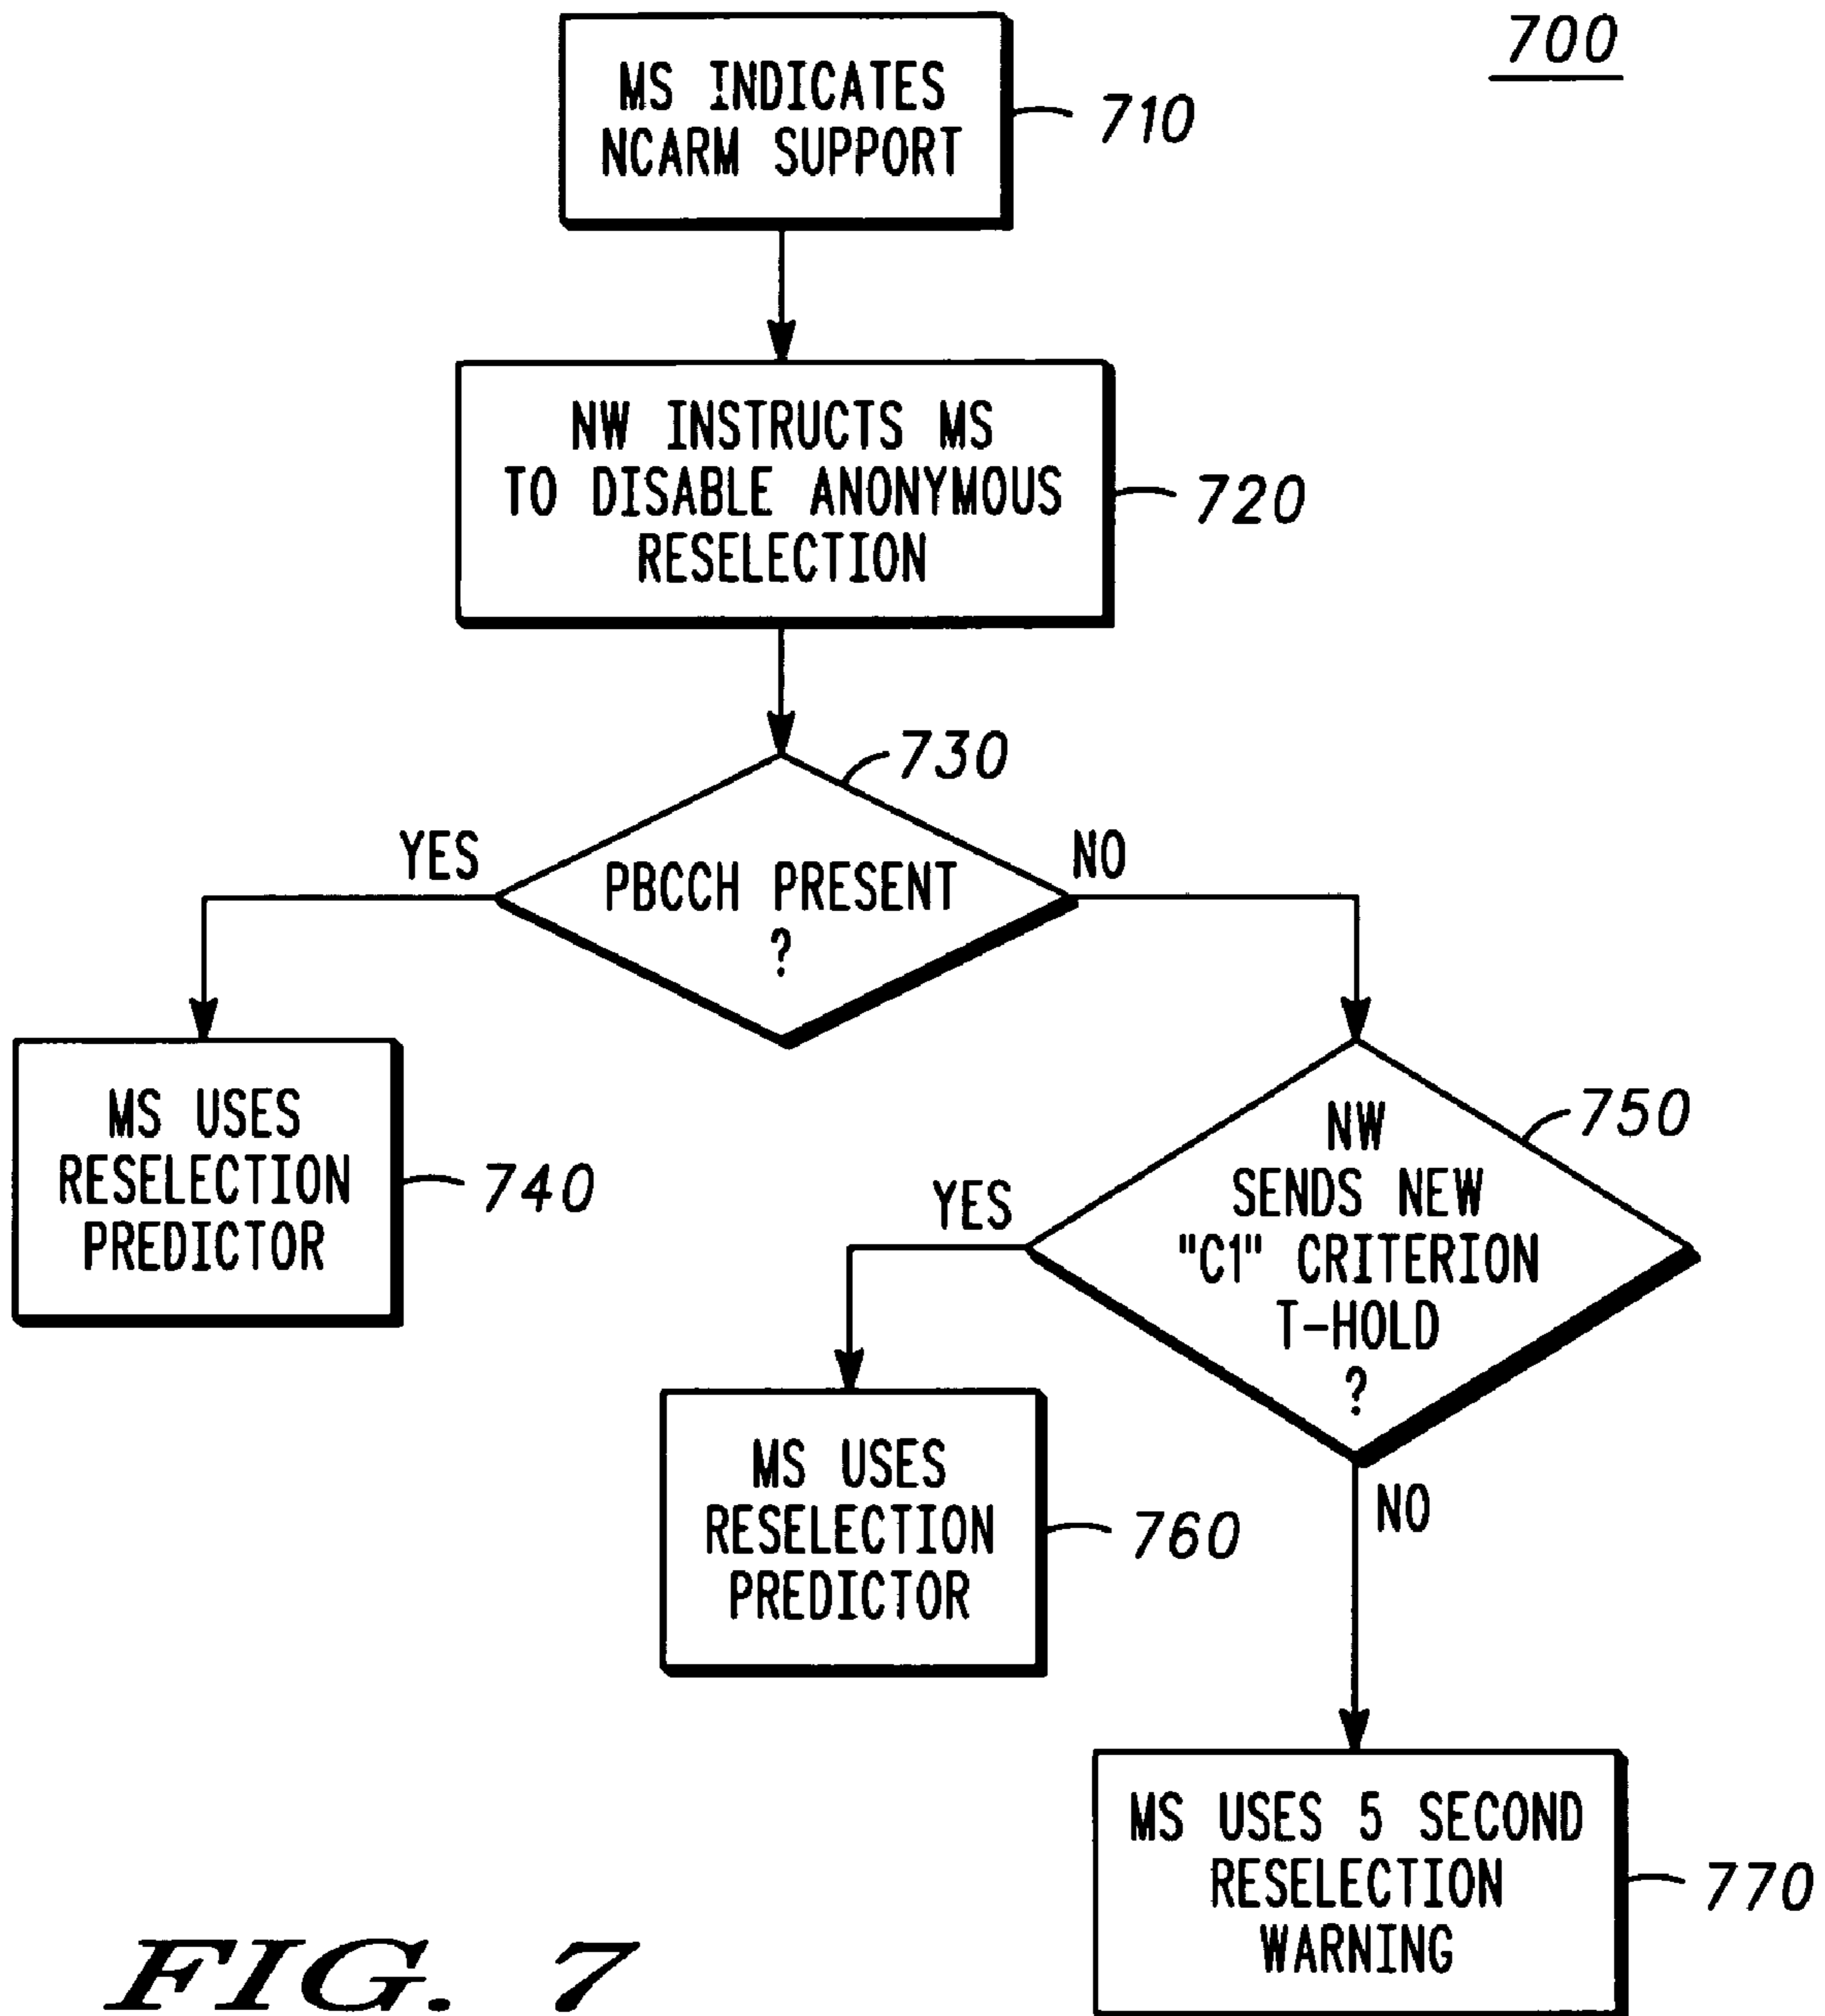 700
MS INDICATES
NCARM SUPPORT
710
NW INSTRUCTS MS
TO DISABLE ANONYMOUS
RESELECTION
720
730
YES
PBCCH PRESENT
?
NO
MS USES
RESELECTION
PREDICTOR
740
750
NW
SENDS NEW
"C1" CRITERION
T-HOLD
?
YES
MS USES
RESELECTION
PREDICTOR
760
NO
MS USES 5 SECOND
RESELECTION
WARNING
770
FIG. 7